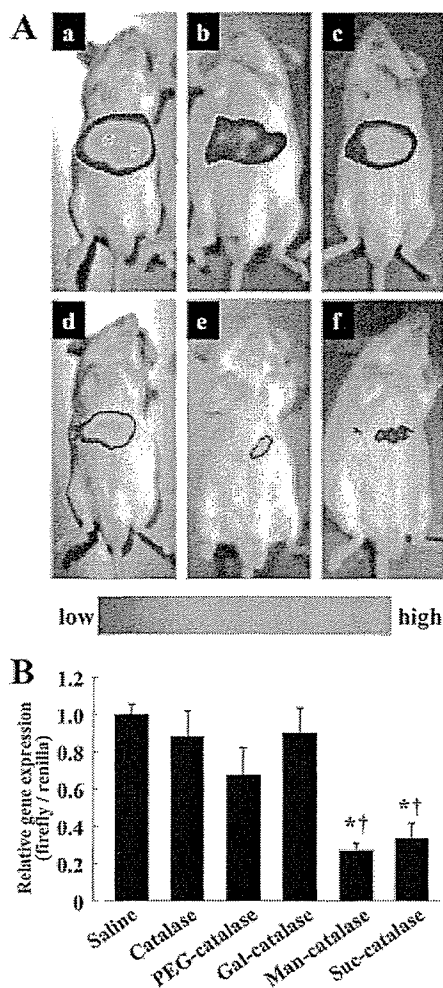 A
a b c
d e f
low high
B
Relative gene expression
(firefly / renilla)
1.2
1.0
0.8
0.6
0.4
0.2
0
*† *†
Saline
Catalase
PEG-catalase
Gal-catalase
Man-catalase
Suc-catalase